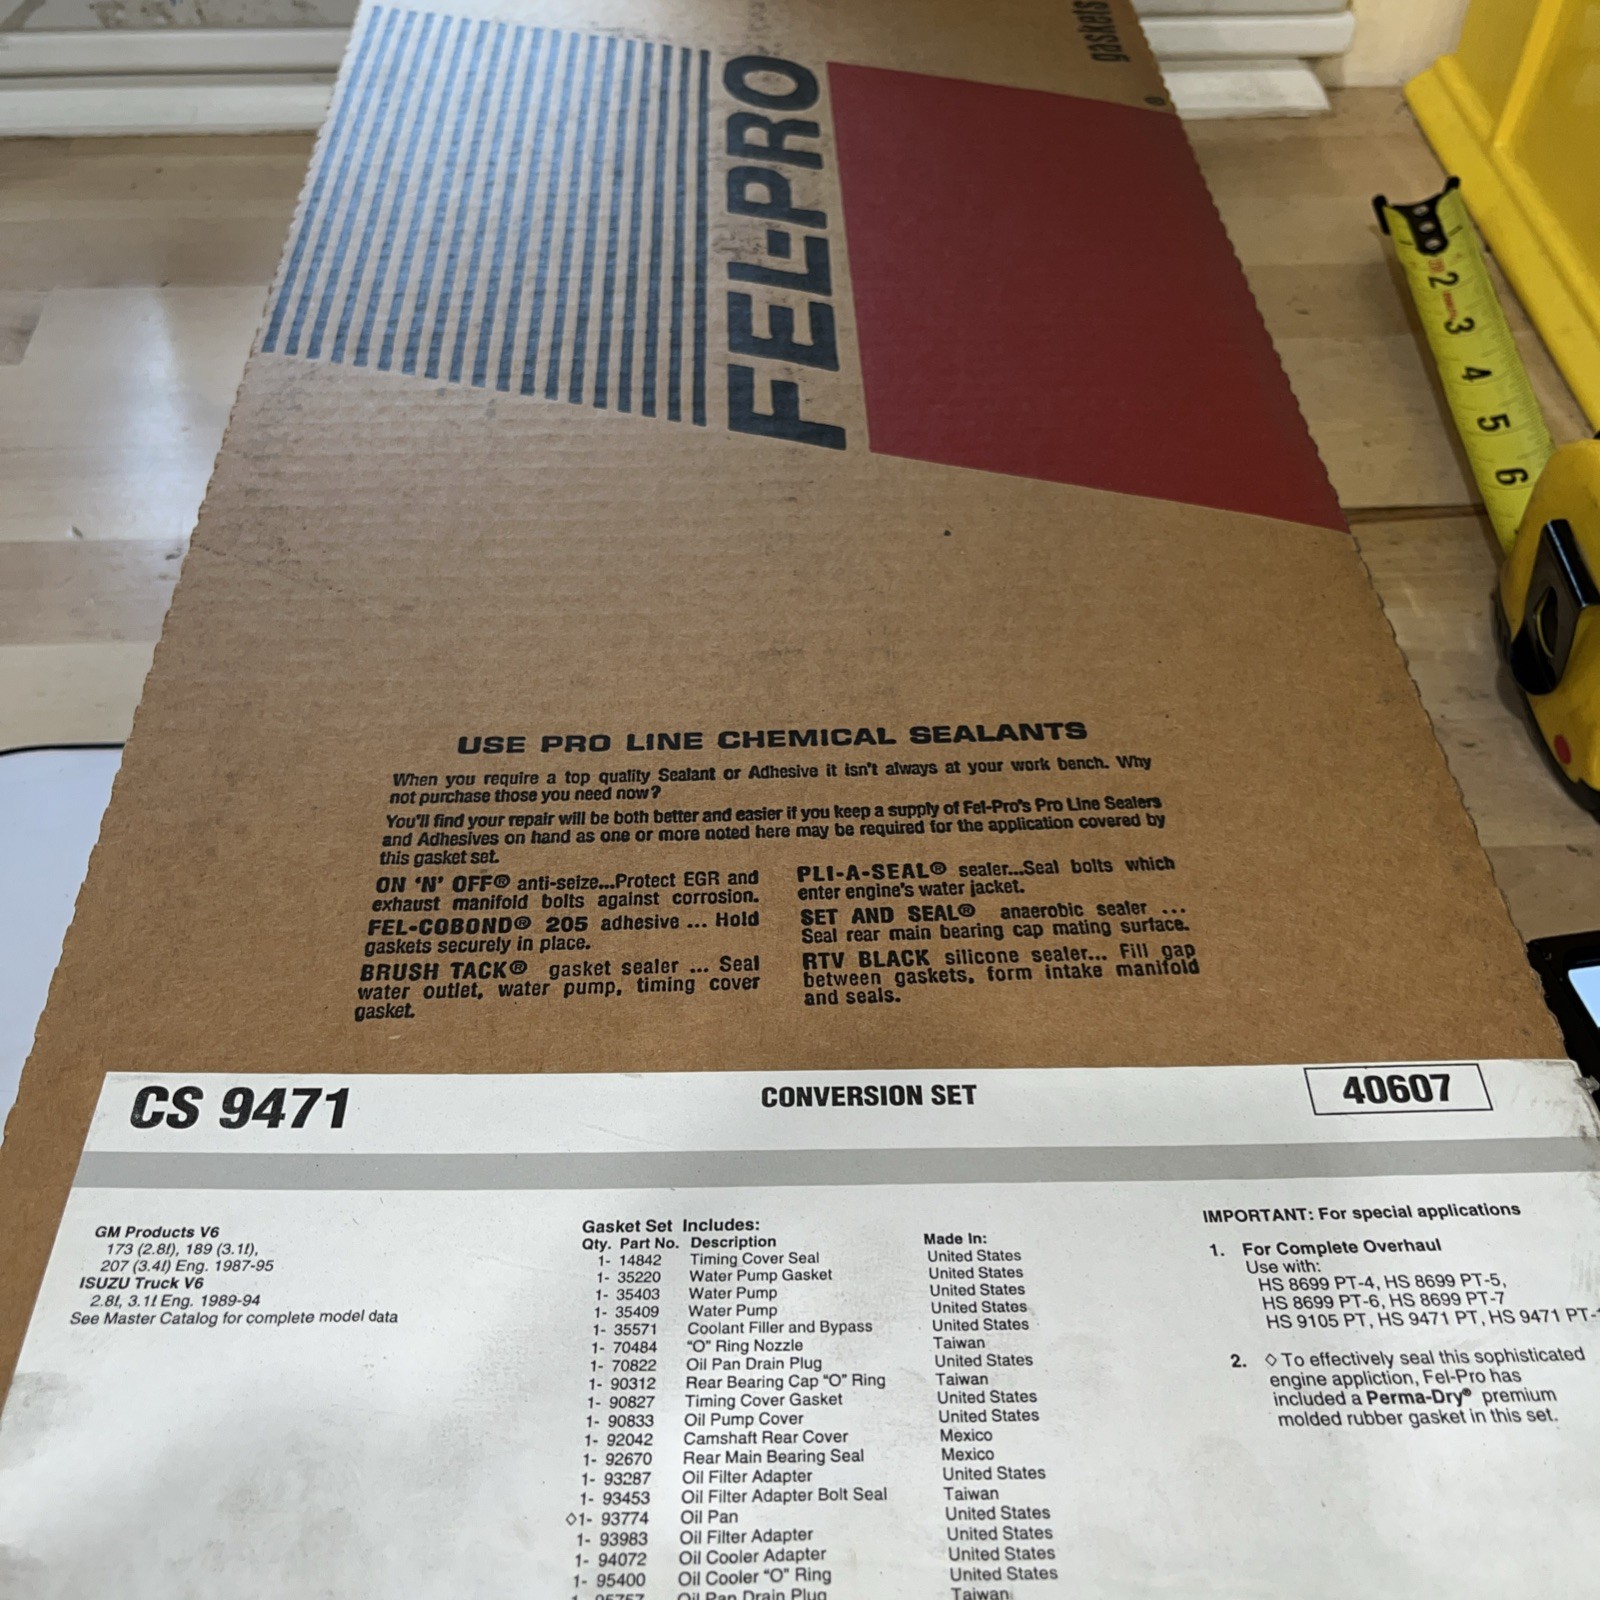 gaskets
FEL-PRO
2
3
4
5
6
USE PRO LINE CHEMICAL SEALANTS
When you require a top quality Sealant or Adhesive it isn't always at your work bench. Why
not purchase those you need now?
You'll find your repair will be both better and easier if you keep a supply of Fel-Pro's Pro Line Sealers
and Adhesives on hand as one or more noted here may be required for the application covered by
this gasket set.
ON 'N' OFF® anti-seize...Protect EGR and
exhaust manifold bolts against corrosion.
FEL-COBOND® 205 adhesive ... Hold
gaskets securely in place.
BRUSH TACK® gasket sealer ... Seal
water outlet, water pump, timing cover
gasket.
PLI-A-SEAL® sealer...Seal bolts which
enter engine's water jacket.
SET AND SEAL® anaerobic sealer ...
Seal rear main bearing cap mating surface.
RTV BLACK silicone sealer... Fill gap
between gaskets, form intake manifold
and seals.
CS 9471
CONVERSION SET
40607
GM Products V6
173 (2.8ℓ), 189 (3.1ℓ),
207 (3.4ℓ) Eng. 1987-95
ISUZU Truck V6
2.8ℓ, 3.1ℓ Eng. 1989-94
See Master Catalog for complete model data
Gasket Set Includes:
Qty. Part No. Description Made In:
1- 14842 Timing Cover Seal United States
1- 35220 Water Pump Gasket United States
1- 35403 Water Pump United States
1- 35409 Water Pump United States
1- 35571 Coolant Filler and Bypass United States
1- 70484 "O" Ring Nozzle Taiwan
1- 70822 Oil Pan Drain Plug United States
1- 90312 Rear Bearing Cap "O" Ring Taiwan
1- 90827 Timing Cover Gasket United States
1- 90833 Oil Pump Cover United States
1- 92042 Camshaft Rear Cover Mexico
1- 92670 Rear Main Bearing Seal Mexico
1- 93287 Oil Filter Adapter United States
1- 93453 Oil Filter Adapter Bolt Seal Taiwan
◇1- 93774 Oil Pan United States
1- 93983 Oil Filter Adapter United States
1- 94072 Oil Cooler Adapter United States
1- 95400 Oil Cooler "O" Ring United States
Oil Pan Drain Plug Taiwan
IMPORTANT: For special applications
1. For Complete Overhaul
Use with:
HS 8699 PT-4, HS 8699 PT-5,
HS 8699 PT-6, HS 8699 PT-7
HS 9105 PT, HS 9471 PT, HS 9471 PT-
2. ◇ To effectively seal this sophisticated
engine appliction, Fel-Pro has
included a Perma-Dry® premium
molded rubber gasket in this set.